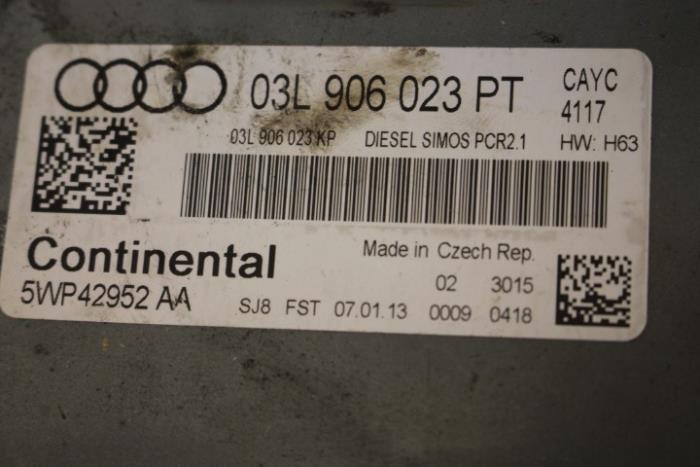 03L 906 023 PT CAYC
4117
03L 906 023 KP DIESEL SIMOS PCR2.1 HW: H63
Continental Made in Czech Rep.
5WP42952 AA 02 3015
SJ8 FST 07.01.13 0009 0418